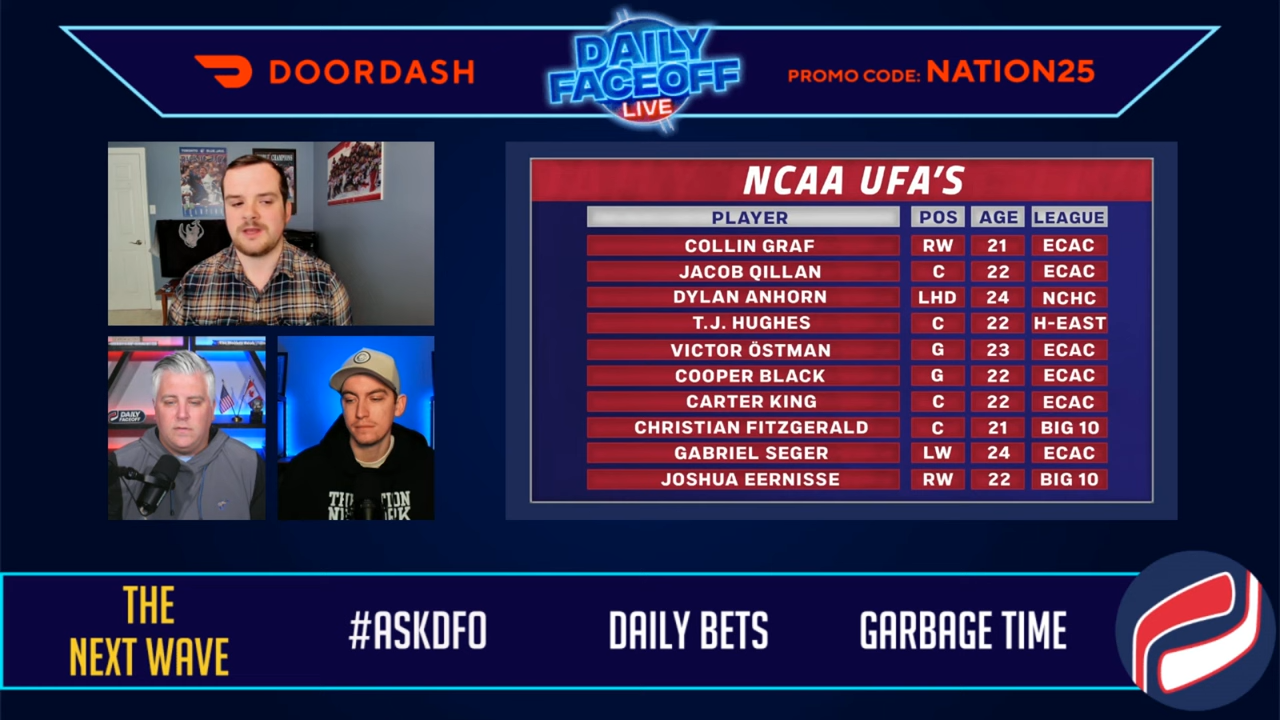 DOORDASH
DAILY
FACEOFF
LIVE
PROMO CODE: NATION25
NCAA UFA'S
PLAYER POS AGE LEAGUE
COLLIN GRAF RW 21 ECAC
JACOB QILLAN C 22 ECAC
DYLAN ANHORN LHD 24 NCHC
T.J. HUGHES C 22 H-EAST
VICTOR ÖSTMAN G 23 ECAC
COOPER BLACK G 22 ECAC
CARTER KING C 22 ECAC
CHRISTIAN FITZGERALD C 21 BIG 10
GABRIEL SEGER LW 24 ECAC
JOSHUA EERNISSE RW 22 BIG 10
DAILY
FACEOFF
THE
NEXT WAVE
#ASKDFO
DAILY BETS
GARBAGE TIME